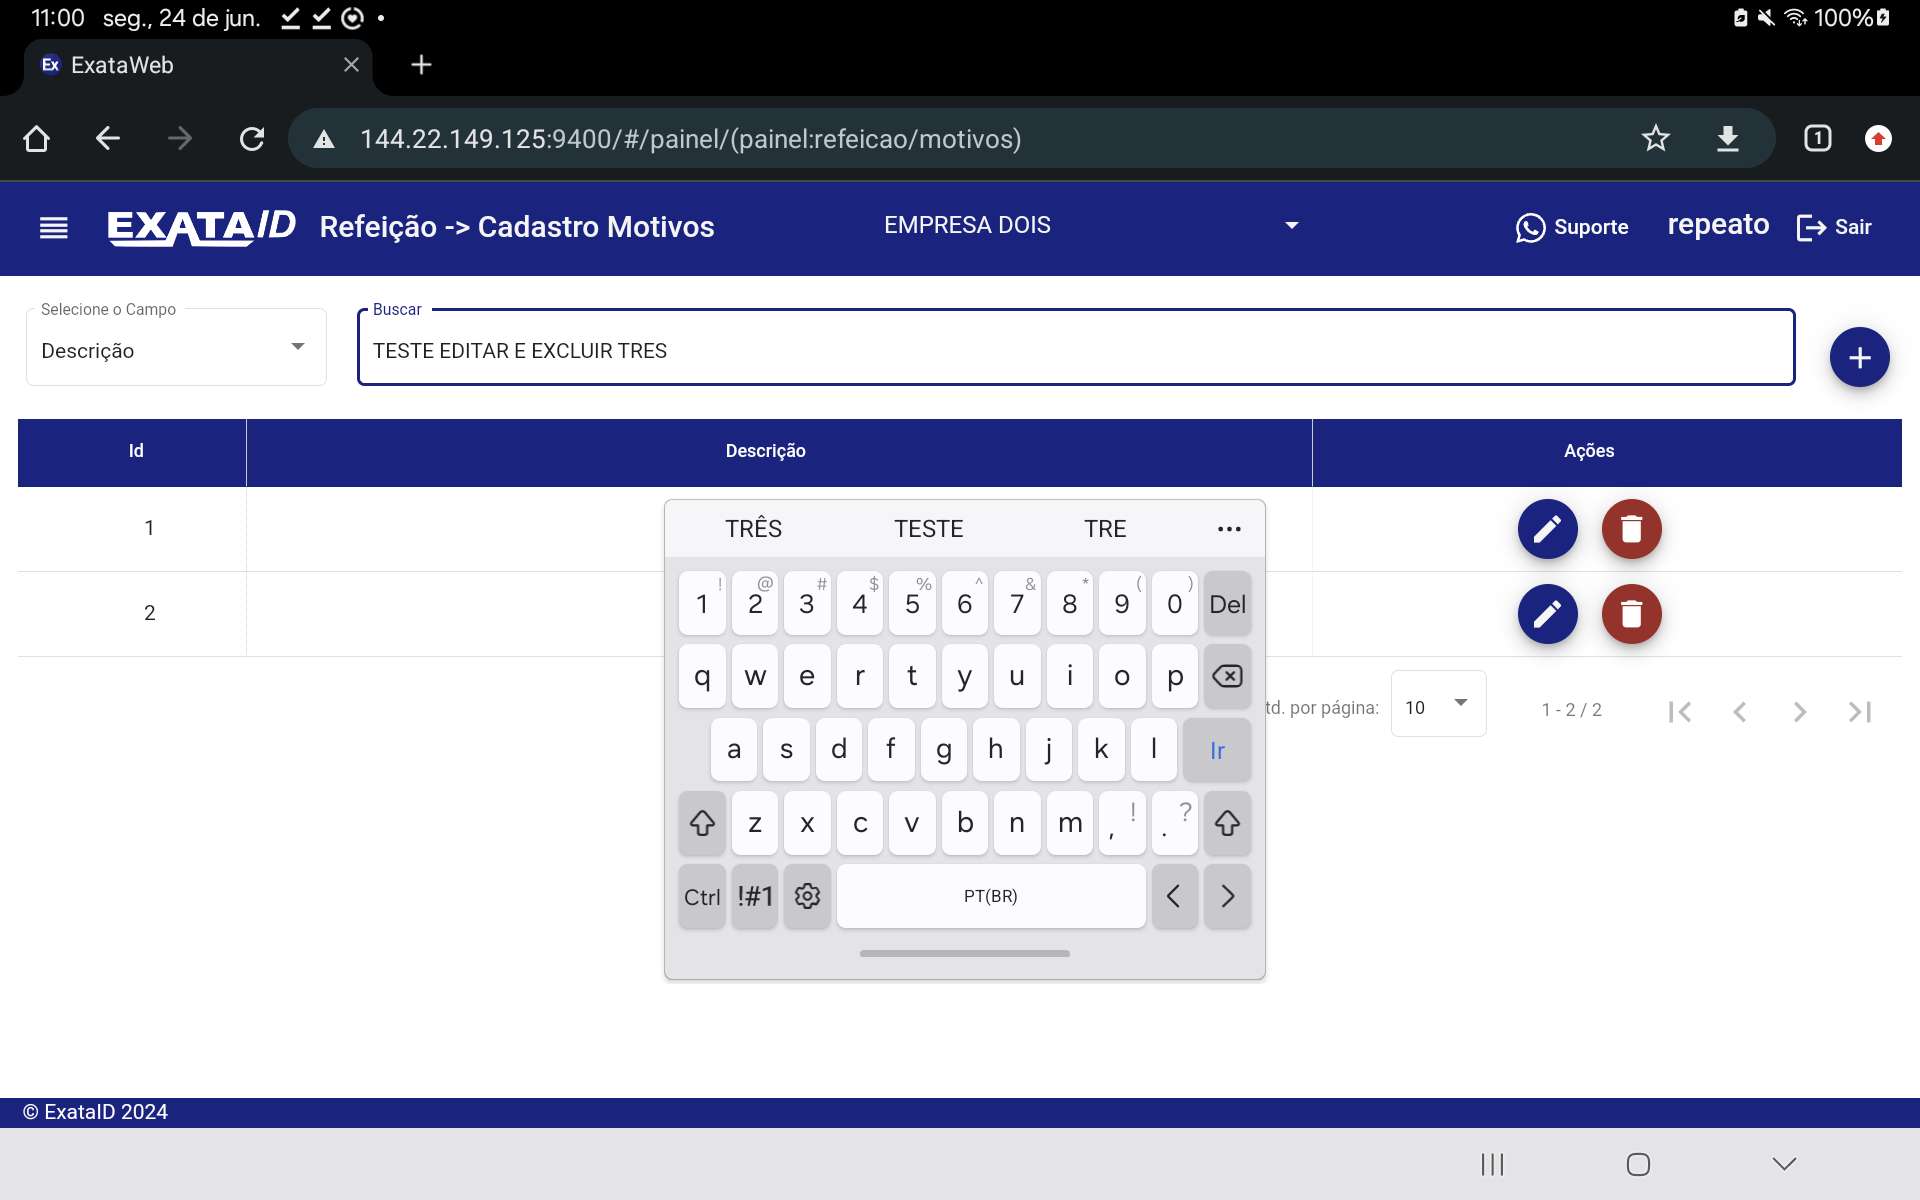 11:00 seg., 24 de jun. 100%
Ex ExataWeb
144.22.149.125:9400/#/painel/(painel:refeicao/motivos) 1
EXATAID Refeição -> Cadastro Motivos EMPRESA DOIS Suporte repeato Sair
Selecione o Campo Buscar
Descrição TESTE EDITAR E EXCLUIR TRES
Id Descrição Ações
1
2
TRÊS TESTE TRE
! @ # $ % ^ & * ( )
1 2 3 4 5 6 7 8 9 0 Del
q w e r t y u i o p
td. por página: 10 1 - 2 / 2
a s d f g h j k l Ir
z x c v b n m , ! . ?
Ctrl !#1 PT(BR)
© ExataID 2024